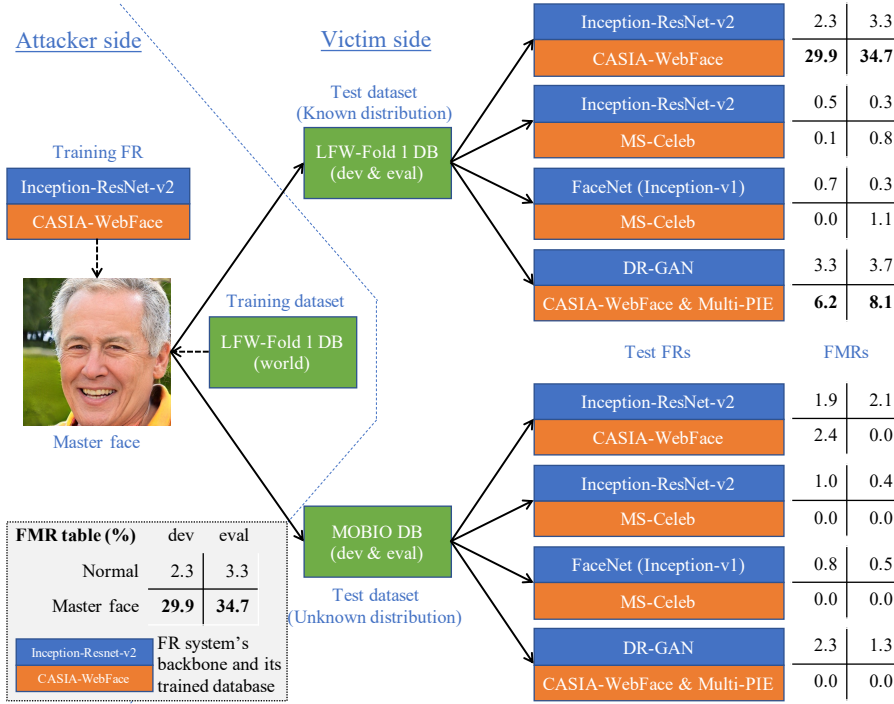 Attacker side
Victim side
Training FR
Inception-ResNet-v2
CASIA-WebFace
Master face
Training dataset
LFW-Fold 1 DB
(world)
Test dataset
(Known distribution)
LFW-Fold 1 DB
(dev & eval)
Inception-ResNet-v2
CASIA-WebFace
2.3 3.3
29.9 34.7
Inception-ResNet-v2
MS-Celeb
0.5 0.3
0.1 0.8
FaceNet (Inception-v1)
MS-Celeb
0.7 0.3
0.0 1.1
DR-GAN
CASIA-WebFace & Multi-PIE
3.3 3.7
6.2 8.1
Test FRs
FMRs
MOBIO DB
(dev & eval)
Test dataset
(Unknown distribution)
Inception-ResNet-v2
CASIA-WebFace
1.9 2.1
2.4 0.0
Inception-ResNet-v2
MS-Celeb
1.0 0.4
0.0 0.0
FaceNet (Inception-v1)
MS-Celeb
0.8 0.5
0.0 0.0
DR-GAN
CASIA-WebFace & Multi-PIE
2.3 1.3
0.0 0.0
FMR table (%) dev eval
Normal 2.3 3.3
Master face 29.9 34.7
Inception-Resnet-v2
CASIA-WebFace
FR system's
backbone and its
trained database